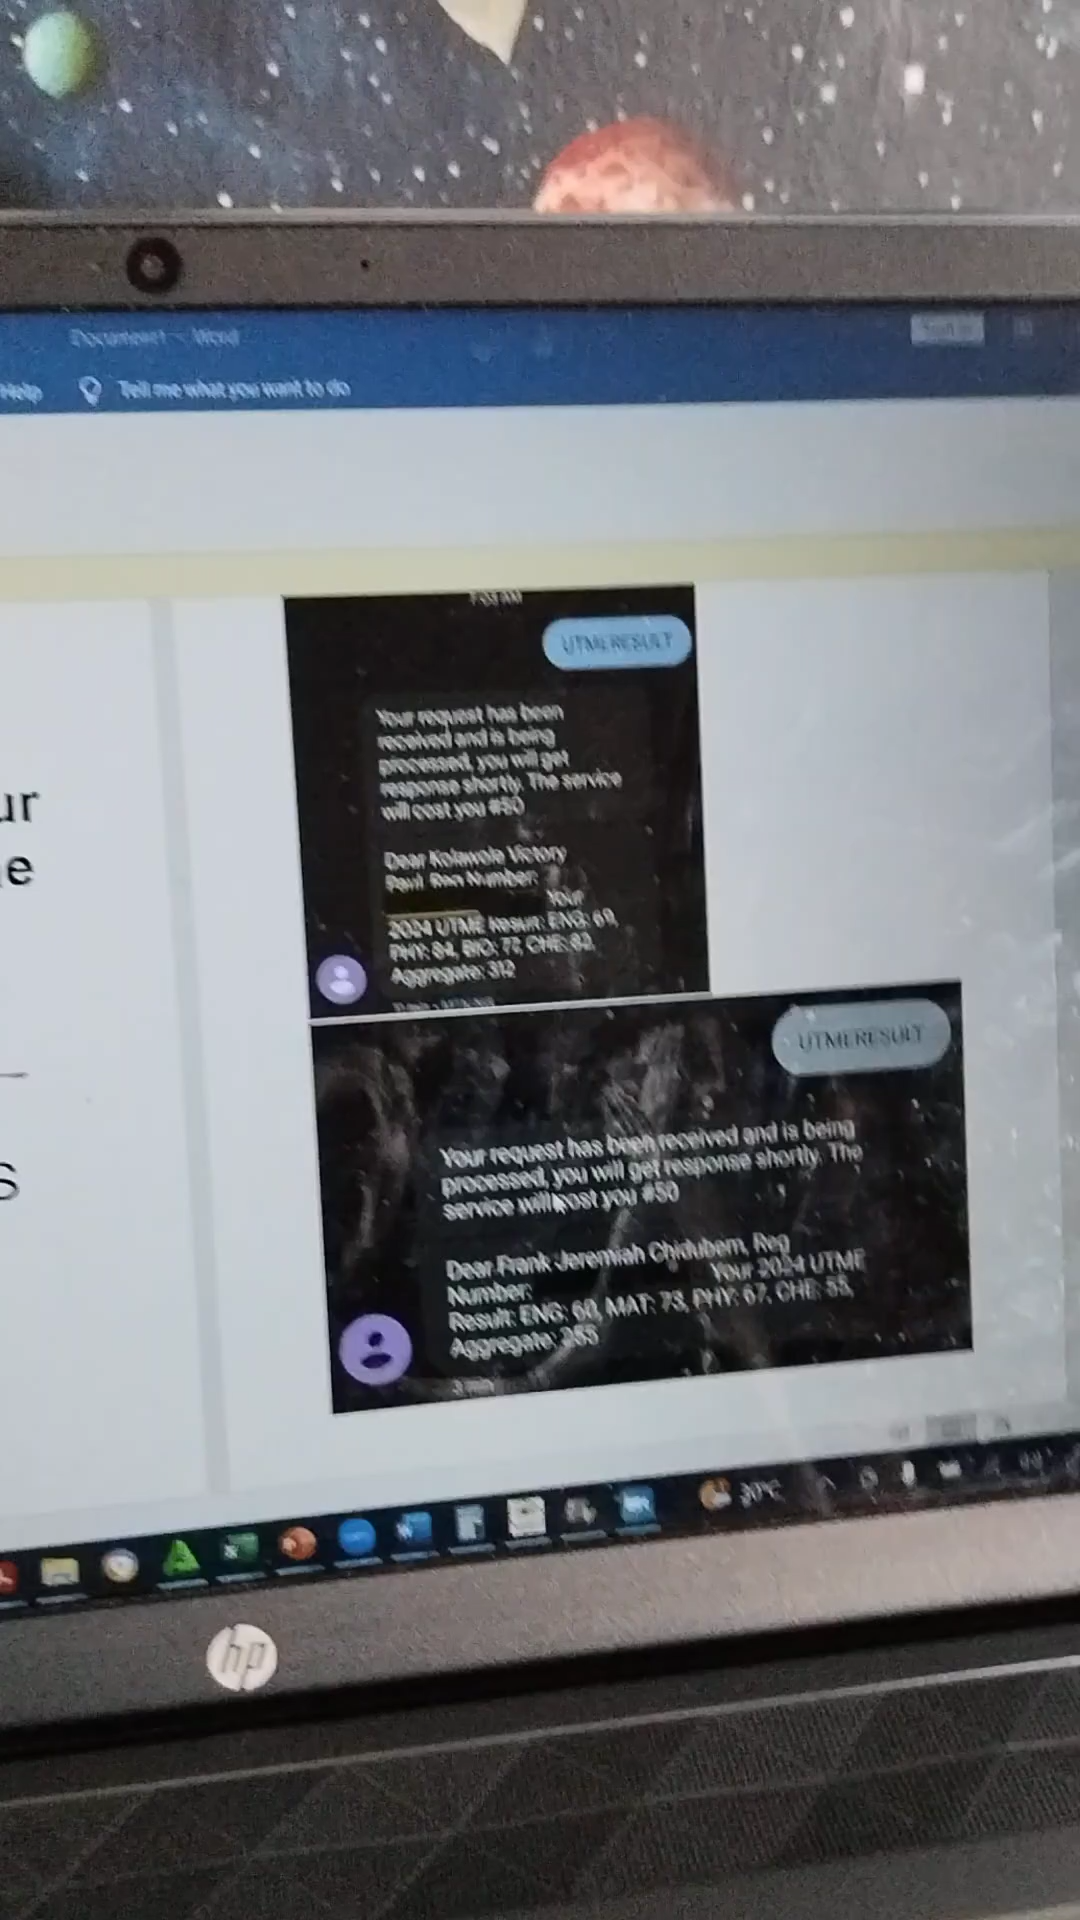 Document1 - Word
Help
Tell me what you want to do
ur
e
S
UTMERESULT
Your request has been
received and is being
processed, you will get
response shortly. The service
will cost you #50
Dear Kolawole Victory
Paul, Reg Number:
Your
2024 UTME Result: ENG: 69,
PHY: 84, BIO: 77, CHE: 82,
Aggregate: 312
UTMERESULT
Your request has been received and is being
processed, you will get response shortly. The
service will cost you #50
Dear Frank Jeremiah Chidubem, Reg
Number:
Your 2024 UTME
Result: ENG: 60, MAT: 73, PHY: 67, CHE: 55,
Aggregate: 255
30°C
hp